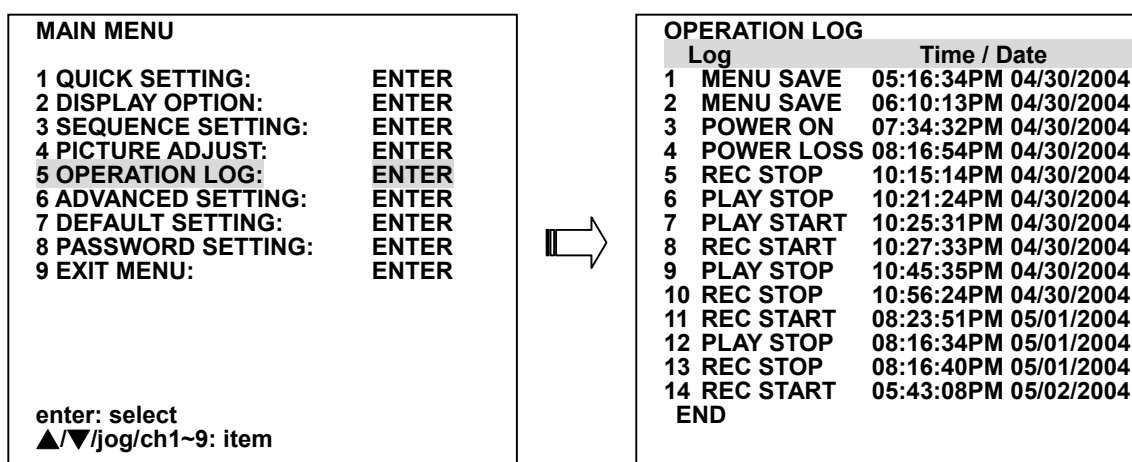 MAIN MENU
1 QUICK SETTING: ENTER
2 DISPLAY OPTION: ENTER
3 SEQUENCE SETTING: ENTER
4 PICTURE ADJUST: ENTER
5 OPERATION LOG: ENTER
6 ADVANCED SETTING: ENTER
7 DEFAULT SETTING: ENTER
8 PASSWORD SETTING: ENTER
9 EXIT MENU: ENTER
enter: select
▲/▼/jog/ch1~9: item
OPERATION LOG
Log Time / Date
1 MENU SAVE 05:16:34PM 04/30/2004
2 MENU SAVE 06:10:13PM 04/30/2004
3 POWER ON 07:34:32PM 04/30/2004
4 POWER LOSS 08:16:54PM 04/30/2004
5 REC STOP 10:15:14PM 04/30/2004
6 PLAY STOP 10:21:24PM 04/30/2004
7 PLAY START 10:25:31PM 04/30/2004
8 REC START 10:27:33PM 04/30/2004
9 PLAY STOP 10:45:35PM 04/30/2004
10 REC STOP 10:56:24PM 04/30/2004
11 REC START 08:23:51PM 05/01/2004
12 PLAY STOP 08:16:34PM 05/01/2004
13 REC STOP 08:16:40PM 05/01/2004
14 REC START 05:43:08PM 05/02/2004
END